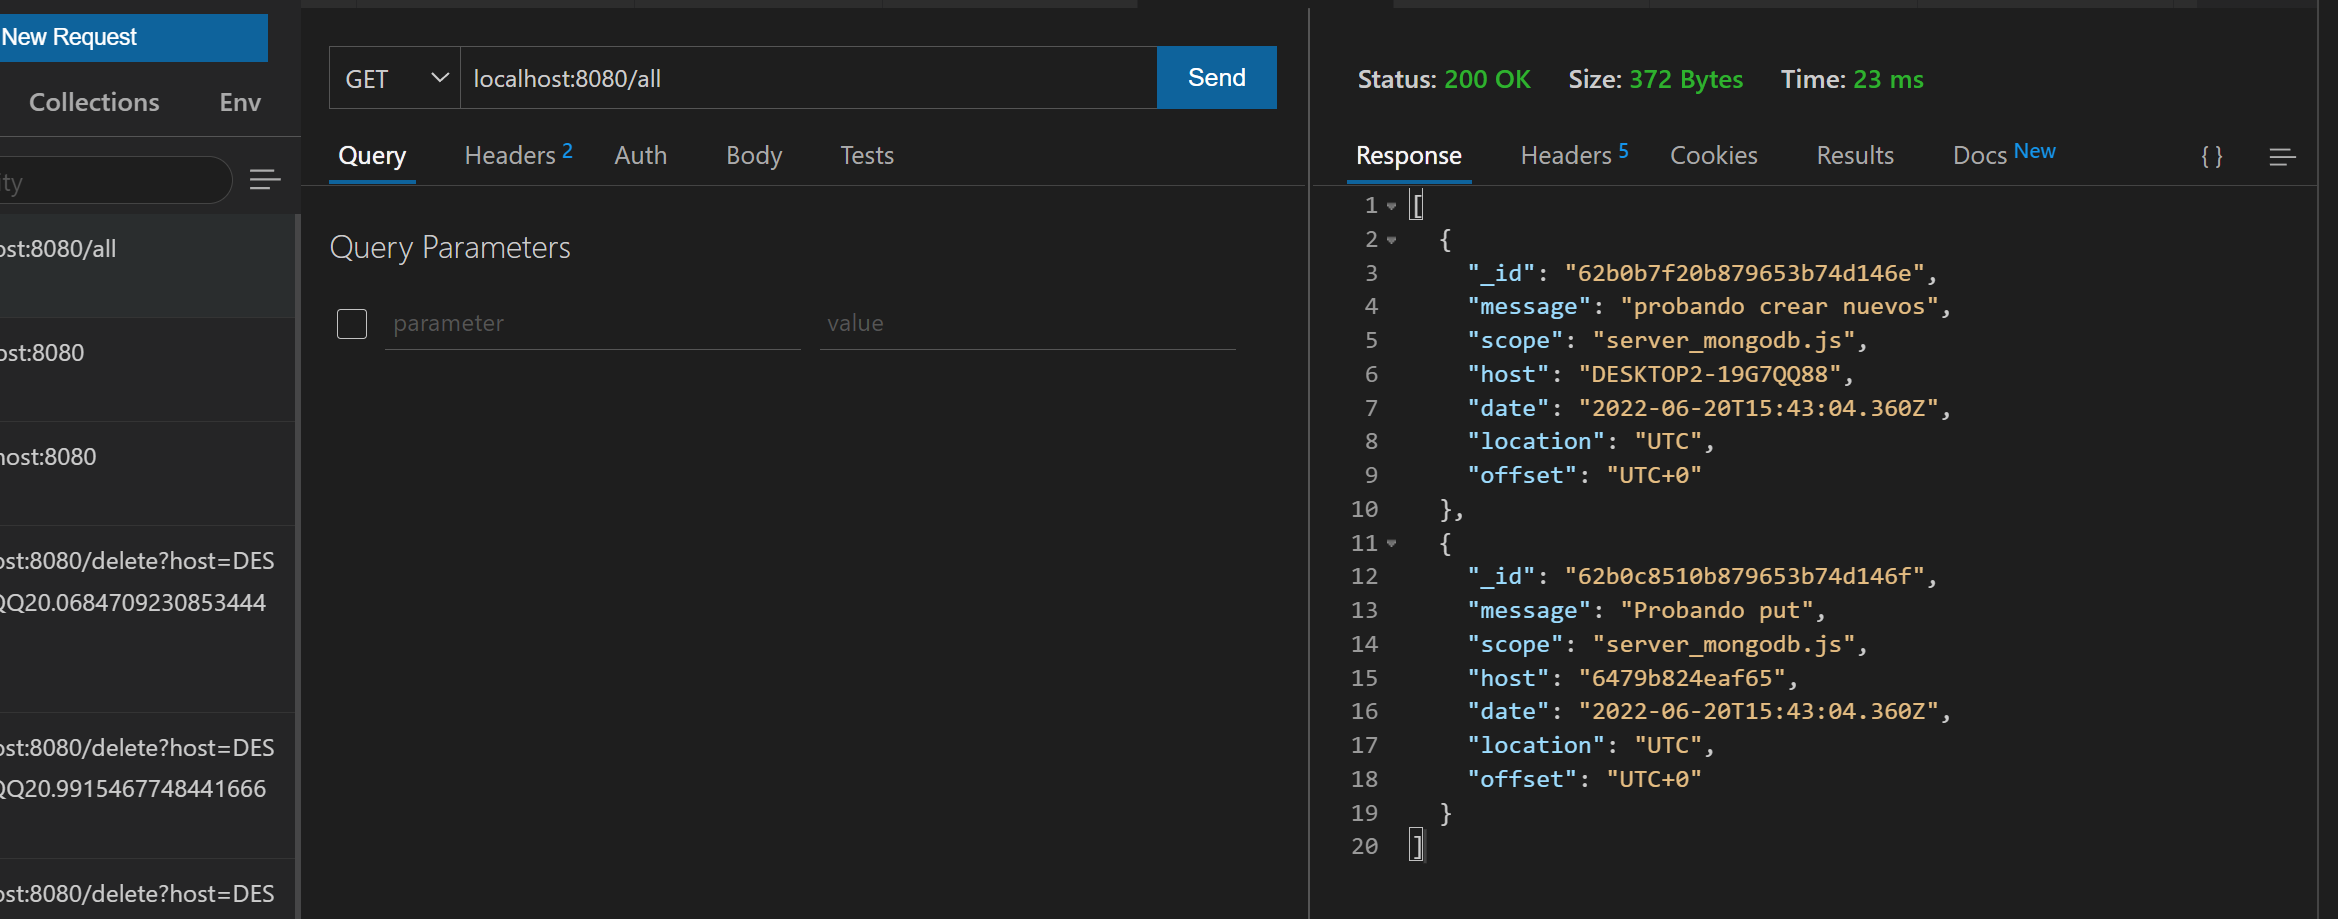 New Request
Collections Env
ity
ost:8080/all
ost:8080
host:8080
ost:8080/delete?host=DES
QQ20.0684709230853444
ost:8080/delete?host=DES
QQ20.9915467748441666
ost:8080/delete?host=DES
GET localhost:8080/all Send
Query Headers 2 Auth Body Tests
Query Parameters
parameter value
Status: 200 OK Size: 372 Bytes Time: 23 ms
Response Headers 5 Cookies Results Docs New { }
1 [
2 {
3 "_id": "62b0b7f20b879653b74d146e",
4 "message": "probando crear nuevos",
5 "scope": "server_mongodb.js",
6 "host": "DESKTOP2-19G7QQ88",
7 "date": "2022-06-20T15:43:04.360Z",
8 "location": "UTC",
9 "offset": "UTC+0"
10 },
11 {
12 "_id": "62b0c8510b879653b74d146f",
13 "message": "Probando put",
14 "scope": "server_mongodb.js",
15 "host": "6479b824eaf65",
16 "date": "2022-06-20T15:43:04.360Z",
17 "location": "UTC",
18 "offset": "UTC+0"
19 }
20 ]